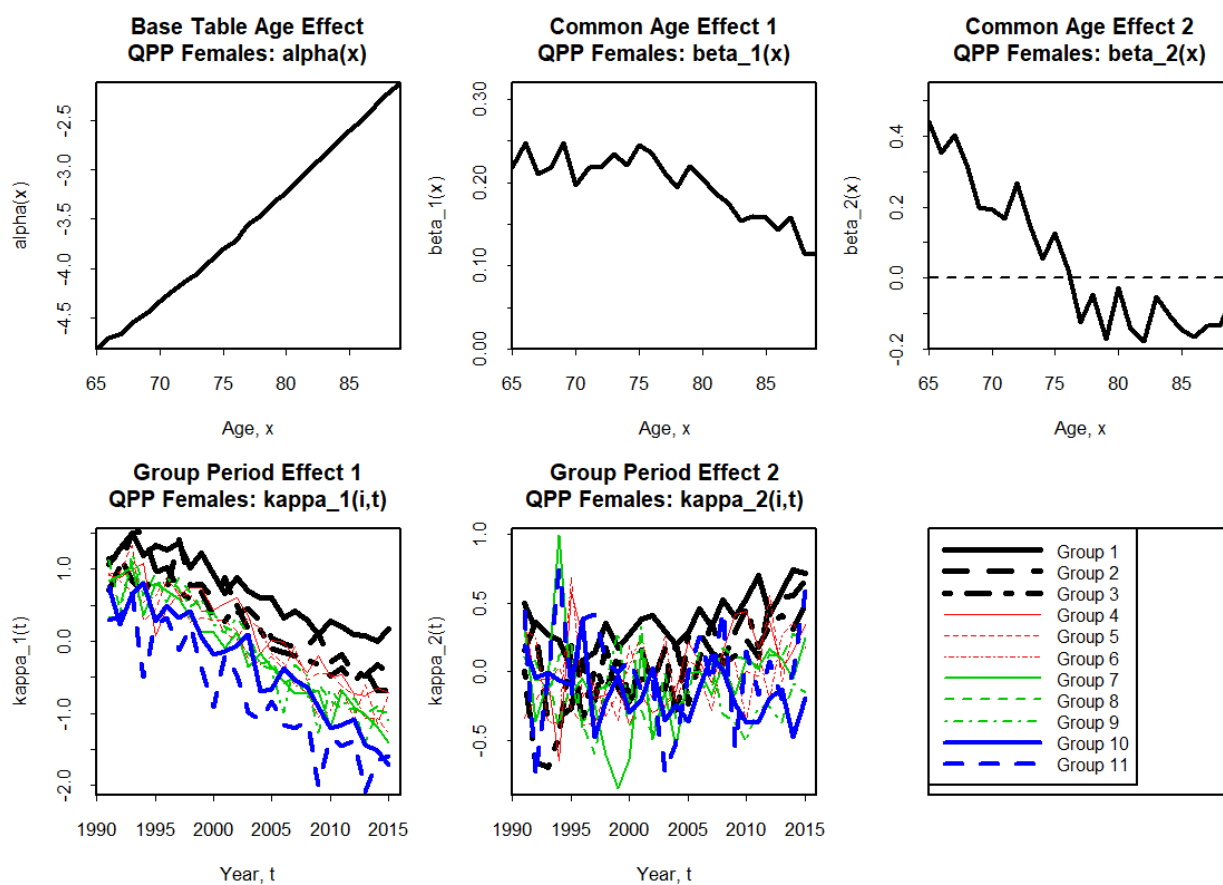 Base Table Age Effect
QPP Females: alpha(x)
alpha(x)
-2.5
-3.0
-3.5
-4.0
-4.5
65
70
75
80
85
Age, x
Common Age Effect 1
QPP Females: beta_1(x)
beta_1(x)
0.30
0.20
0.10
0.00
65
70
75
80
85
Age, x
Common Age Effect 2
QPP Females: beta_2(x)
beta_2(x)
0.4
0.2
0.0
-0.2
65
70
75
80
85
Age, x
Group Period Effect 1
QPP Females: kappa_1(i,t)
kappa_1(t)
1.0
0.0
-1.0
-2.0
1990
1995
2000
2005
2010
2015
Year, t
Group Period Effect 2
QPP Females: kappa_2(i,t)
kappa_2(t)
1.0
0.5
0.0
-0.5
1990
1995
2000
2005
2010
2015
Year, t
Group 1
Group 2
Group 3
Group 4
Group 5
Group 6
Group 7
Group 8
Group 9
Group 10
Group 11